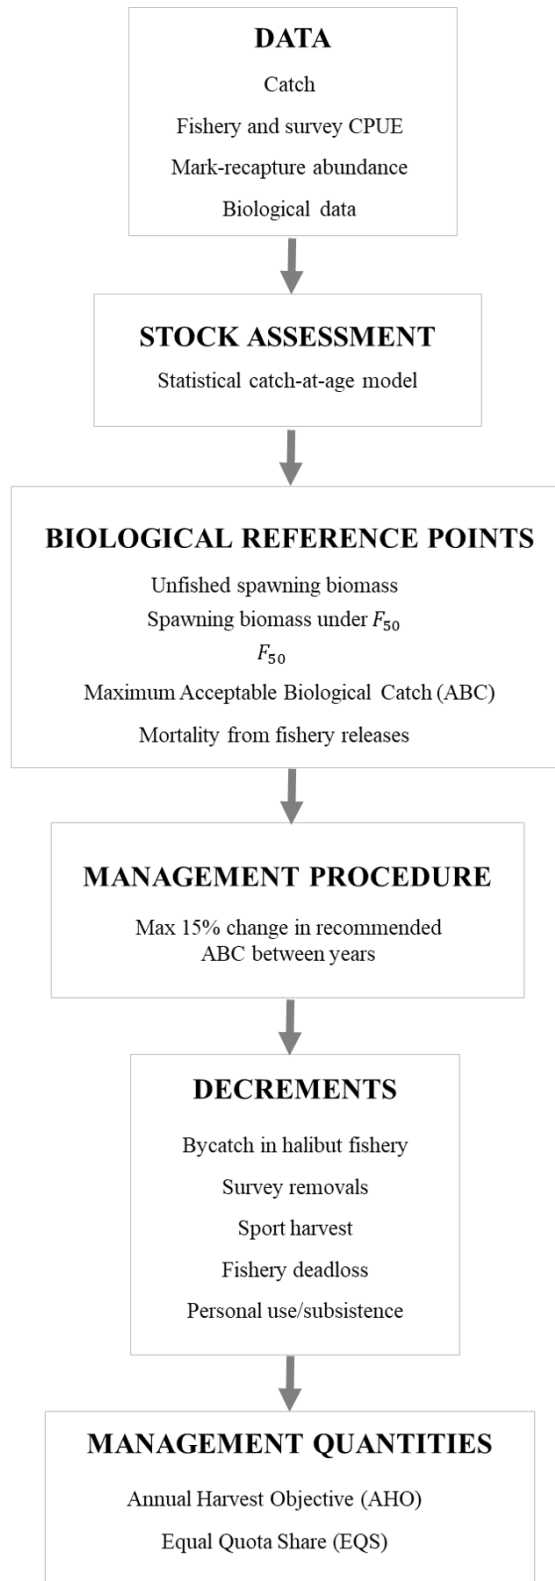 DATA
Catch
Fishery and survey CPUE
Mark-recapture abundance
Biological data
STOCK ASSESSMENT
Statistical catch-at-age model
BIOLOGICAL REFERENCE POINTS
Unfished spawning biomass
Spawning biomass under F₅₀
F₅₀
Maximum Acceptable Biological Catch (ABC)
Mortality from fishery releases
MANAGEMENT PROCEDURE
Max 15% change in recommended
ABC between years
DECREMENTS
Bycatch in halibut fishery
Survey removals
Sport harvest
Fishery deadloss
Personal use/subsistence
MANAGEMENT QUANTITIES
Annual Harvest Objective (AHO)
Equal Quota Share (EQS)